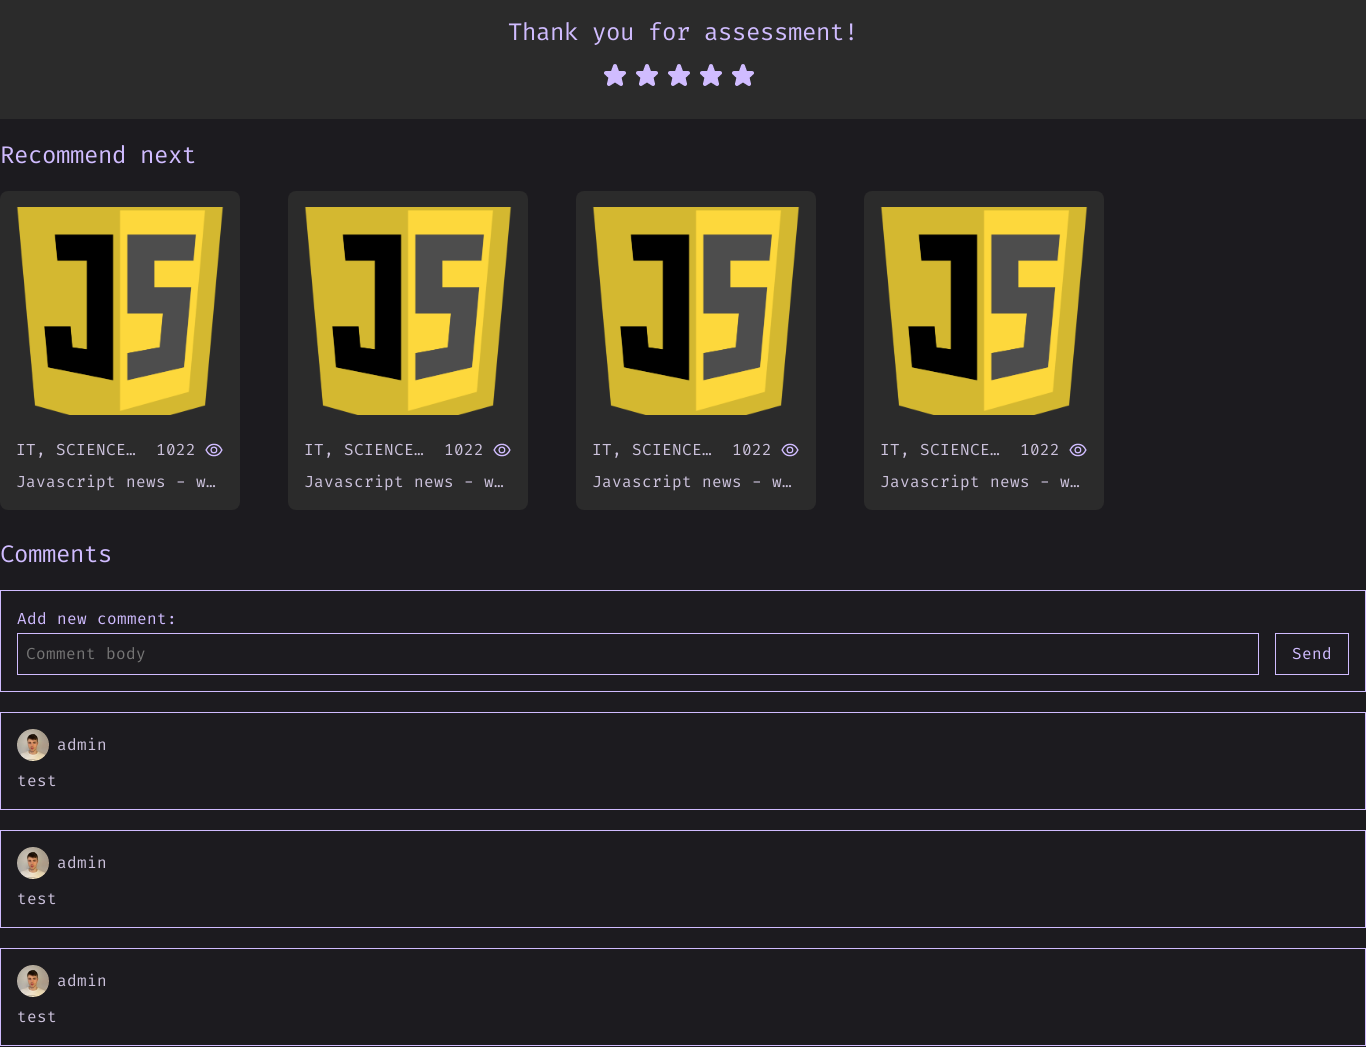 Thank you for assessment!
Recommend next
JS JS JS JS
IT, SCIENCE… 1022 IT, SCIENCE… 1022 IT, SCIENCE… 1022 IT, SCIENCE… 1022
Javascript news - w… Javascript news - w… Javascript news - w… Javascript news - w…
Comments
Add new comment:
Comment body Send
admin
test
admin
test
admin
test